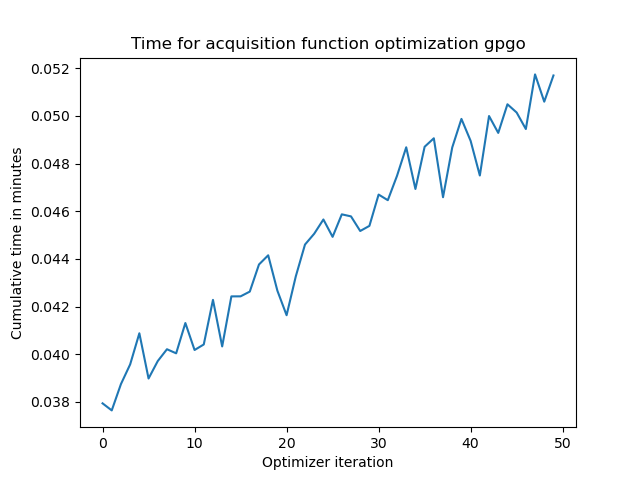 Time for acquisition function optimization gpgo
0.052
0.050
0.048
0.046
0.044
0.042
0.040
0.038
Cumulative time in minutes
0 10 20 30 40 50
Optimizer iteration